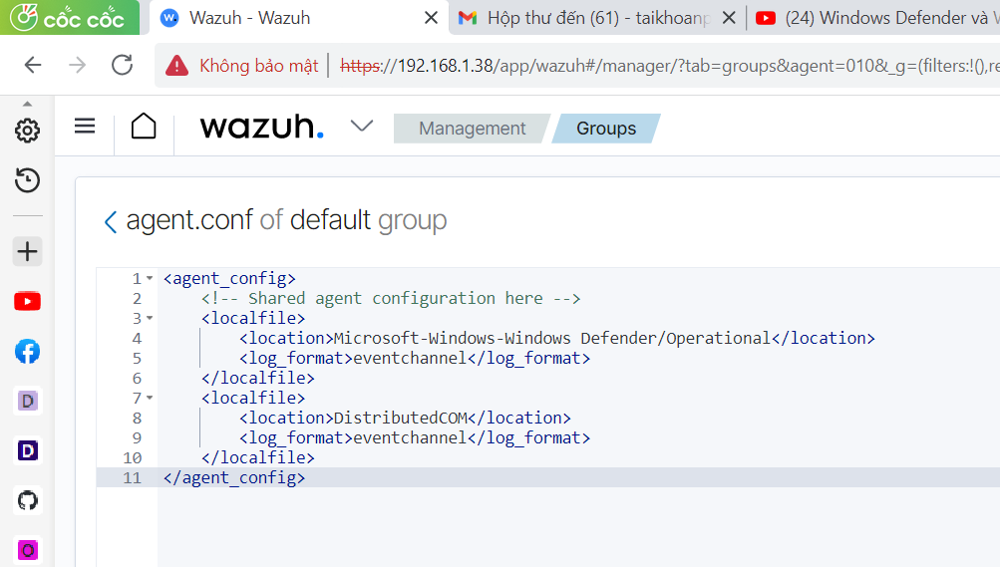 cốc cốc
Wazuh - Wazuh
Hộp thư đến (61) - taikhoanp
(24) Windows Defender và
Không bảo mật
https://192.168.1.38/app/wazuh#/manager/?tab=groups&agent=010&_g=(filters:!(),re
wazuh.
Management
Groups
agent.conf of default group
1 <agent_config>
2 <!-- Shared agent configuration here -->
3 <localfile>
4 <location>Microsoft-Windows-Windows Defender/Operational</location>
5 <log_format>eventchannel</log_format>
6 </localfile>
7 <localfile>
8 <location>DistributedCOM</location>
9 <log_format>eventchannel</log_format>
10 </localfile>
11 </agent_config>
D
D
O